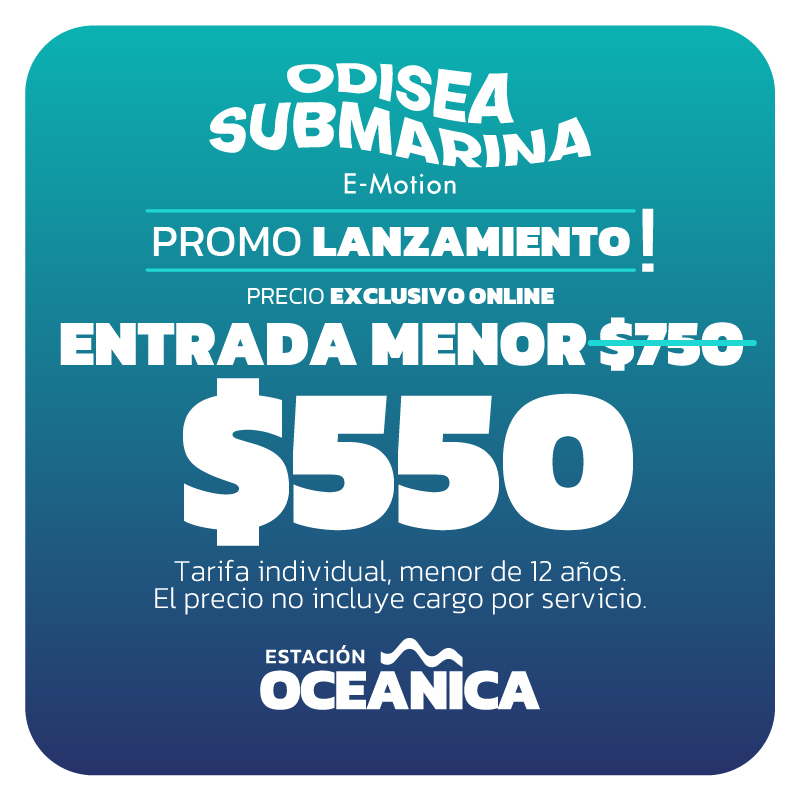 ODISEA
SUBMARINA
E-Motion
PROMO LANZAMIENTO!
PRECIO EXCLUSIVO ONLINE
ENTRADA MENOR $750
$550
Tarifa individual, menor de 12 años.
El precio no incluye cargo por servicio.
ESTACIÓN
OCEANICA